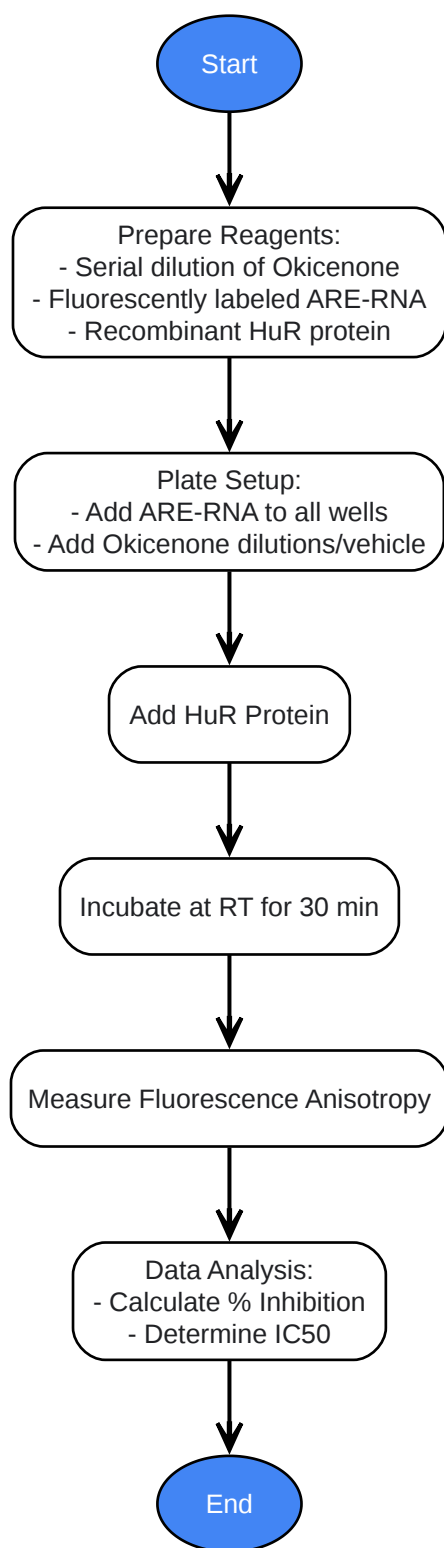 Start
Prepare Reagents:
- Serial dilution of Okicenone
- Fluorescently labeled ARE-RNA
- Recombinant HuR protein
Plate Setup:
- Add ARE-RNA to all wells
- Add Okicenone dilutions/vehicle
Add HuR Protein
Incubate at RT for 30 min
Measure Fluorescence Anisotropy
Data Analysis:
- Calculate % Inhibition
- Determine IC50
End